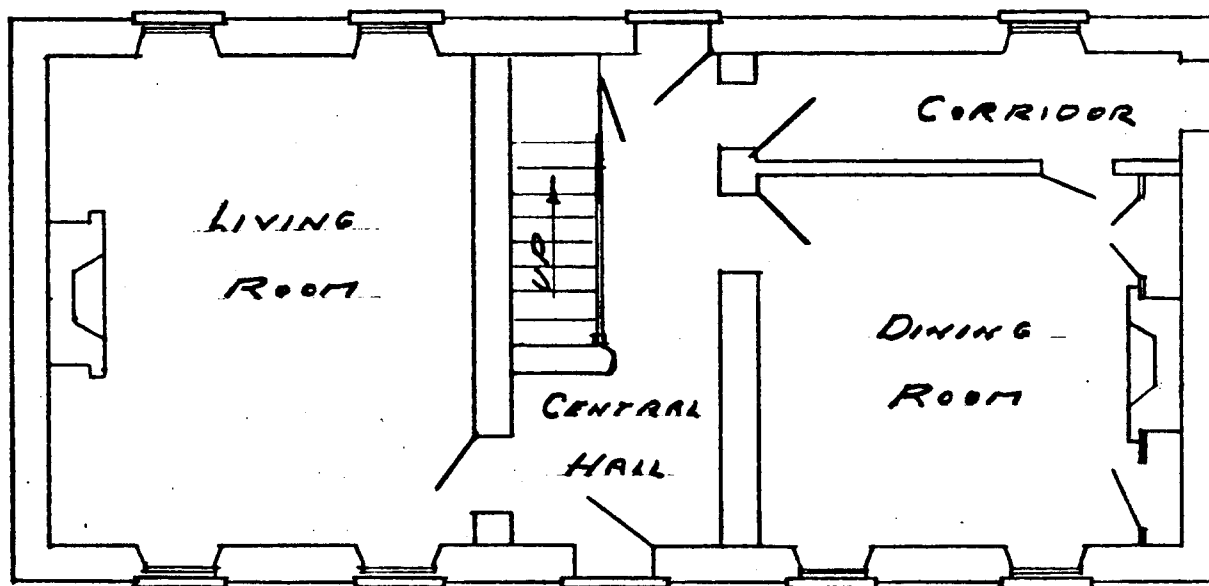 CORRIDOR
LIVING
ROOM
UP
DINING
ROOM
CENTRAL
HALL